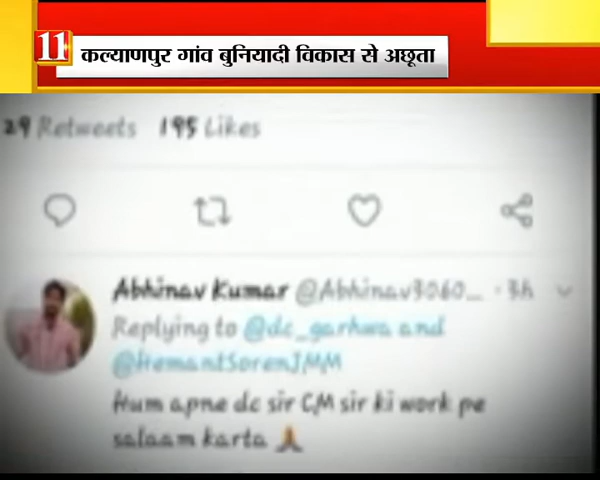 11 कल्याणपुर गांव बुनियादी विकास से अछूता
29 Retweets 195 Likes
Abhinav Kumar @Abhinav3060_ · 3h
Replying to @dc_garhwa and
@HemantSorenJMM
Hum apne dc sir CM sir ki work pe
salaam karta 🙏